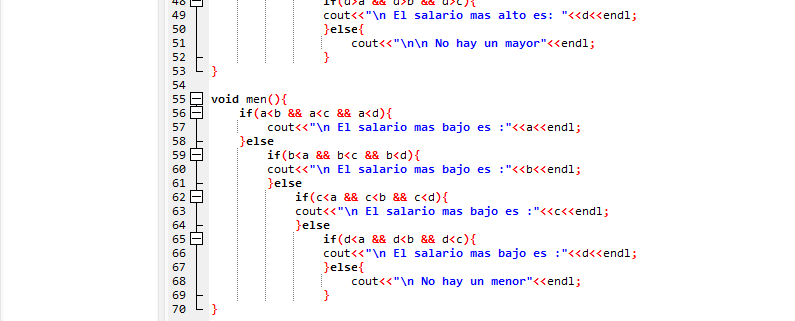 48 if(d>a && d>b && d>c){
49 cout<<"\n El salario mas alto es: "<<d<<endl;
50 }else{
51 cout<<"\n\n No hay un mayor"<<endl;
52 }
53 }
54
55 void men(){
56 if(a<b && a<c && a<d){
57 cout<<"\n El salario mas bajo es :"<<a<<endl;
58 }else
59 if(b<a && b<c && b<d){
60 cout<<"\n El salario mas bajo es :"<<b<<endl;
61 }else
62 if(c<a && c<b && c<d){
63 cout<<"\n El salario mas bajo es :"<<c<<endl;
64 }else
65 if(d<a && d<b && d<c){
66 cout<<"\n El salario mas bajo es :"<<d<<endl;
67 }else{
68 cout<<"\n No hay un menor"<<endl;
69 }
70 }